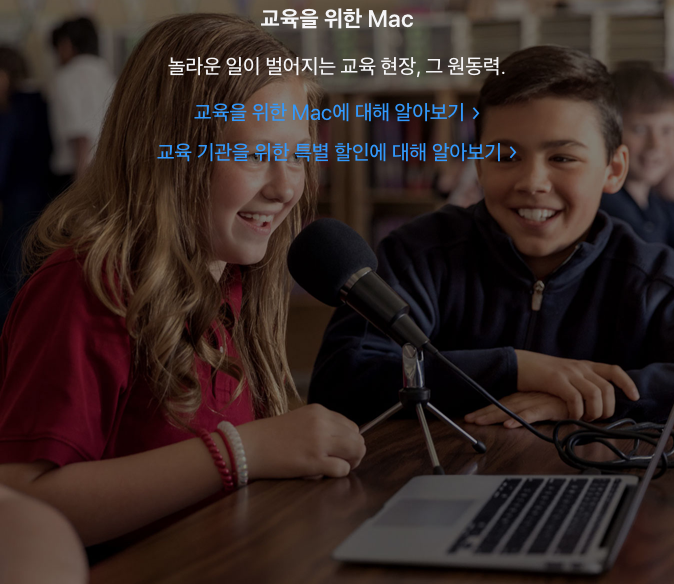 교육을 위한 Mac
놀라운 일이 벌어지는 교육 현장, 그 원동력.
교육을 위한 Mac에 대해 알아보기 >
교육 기관을 위한 특별 할인에 대해 알아보기 >